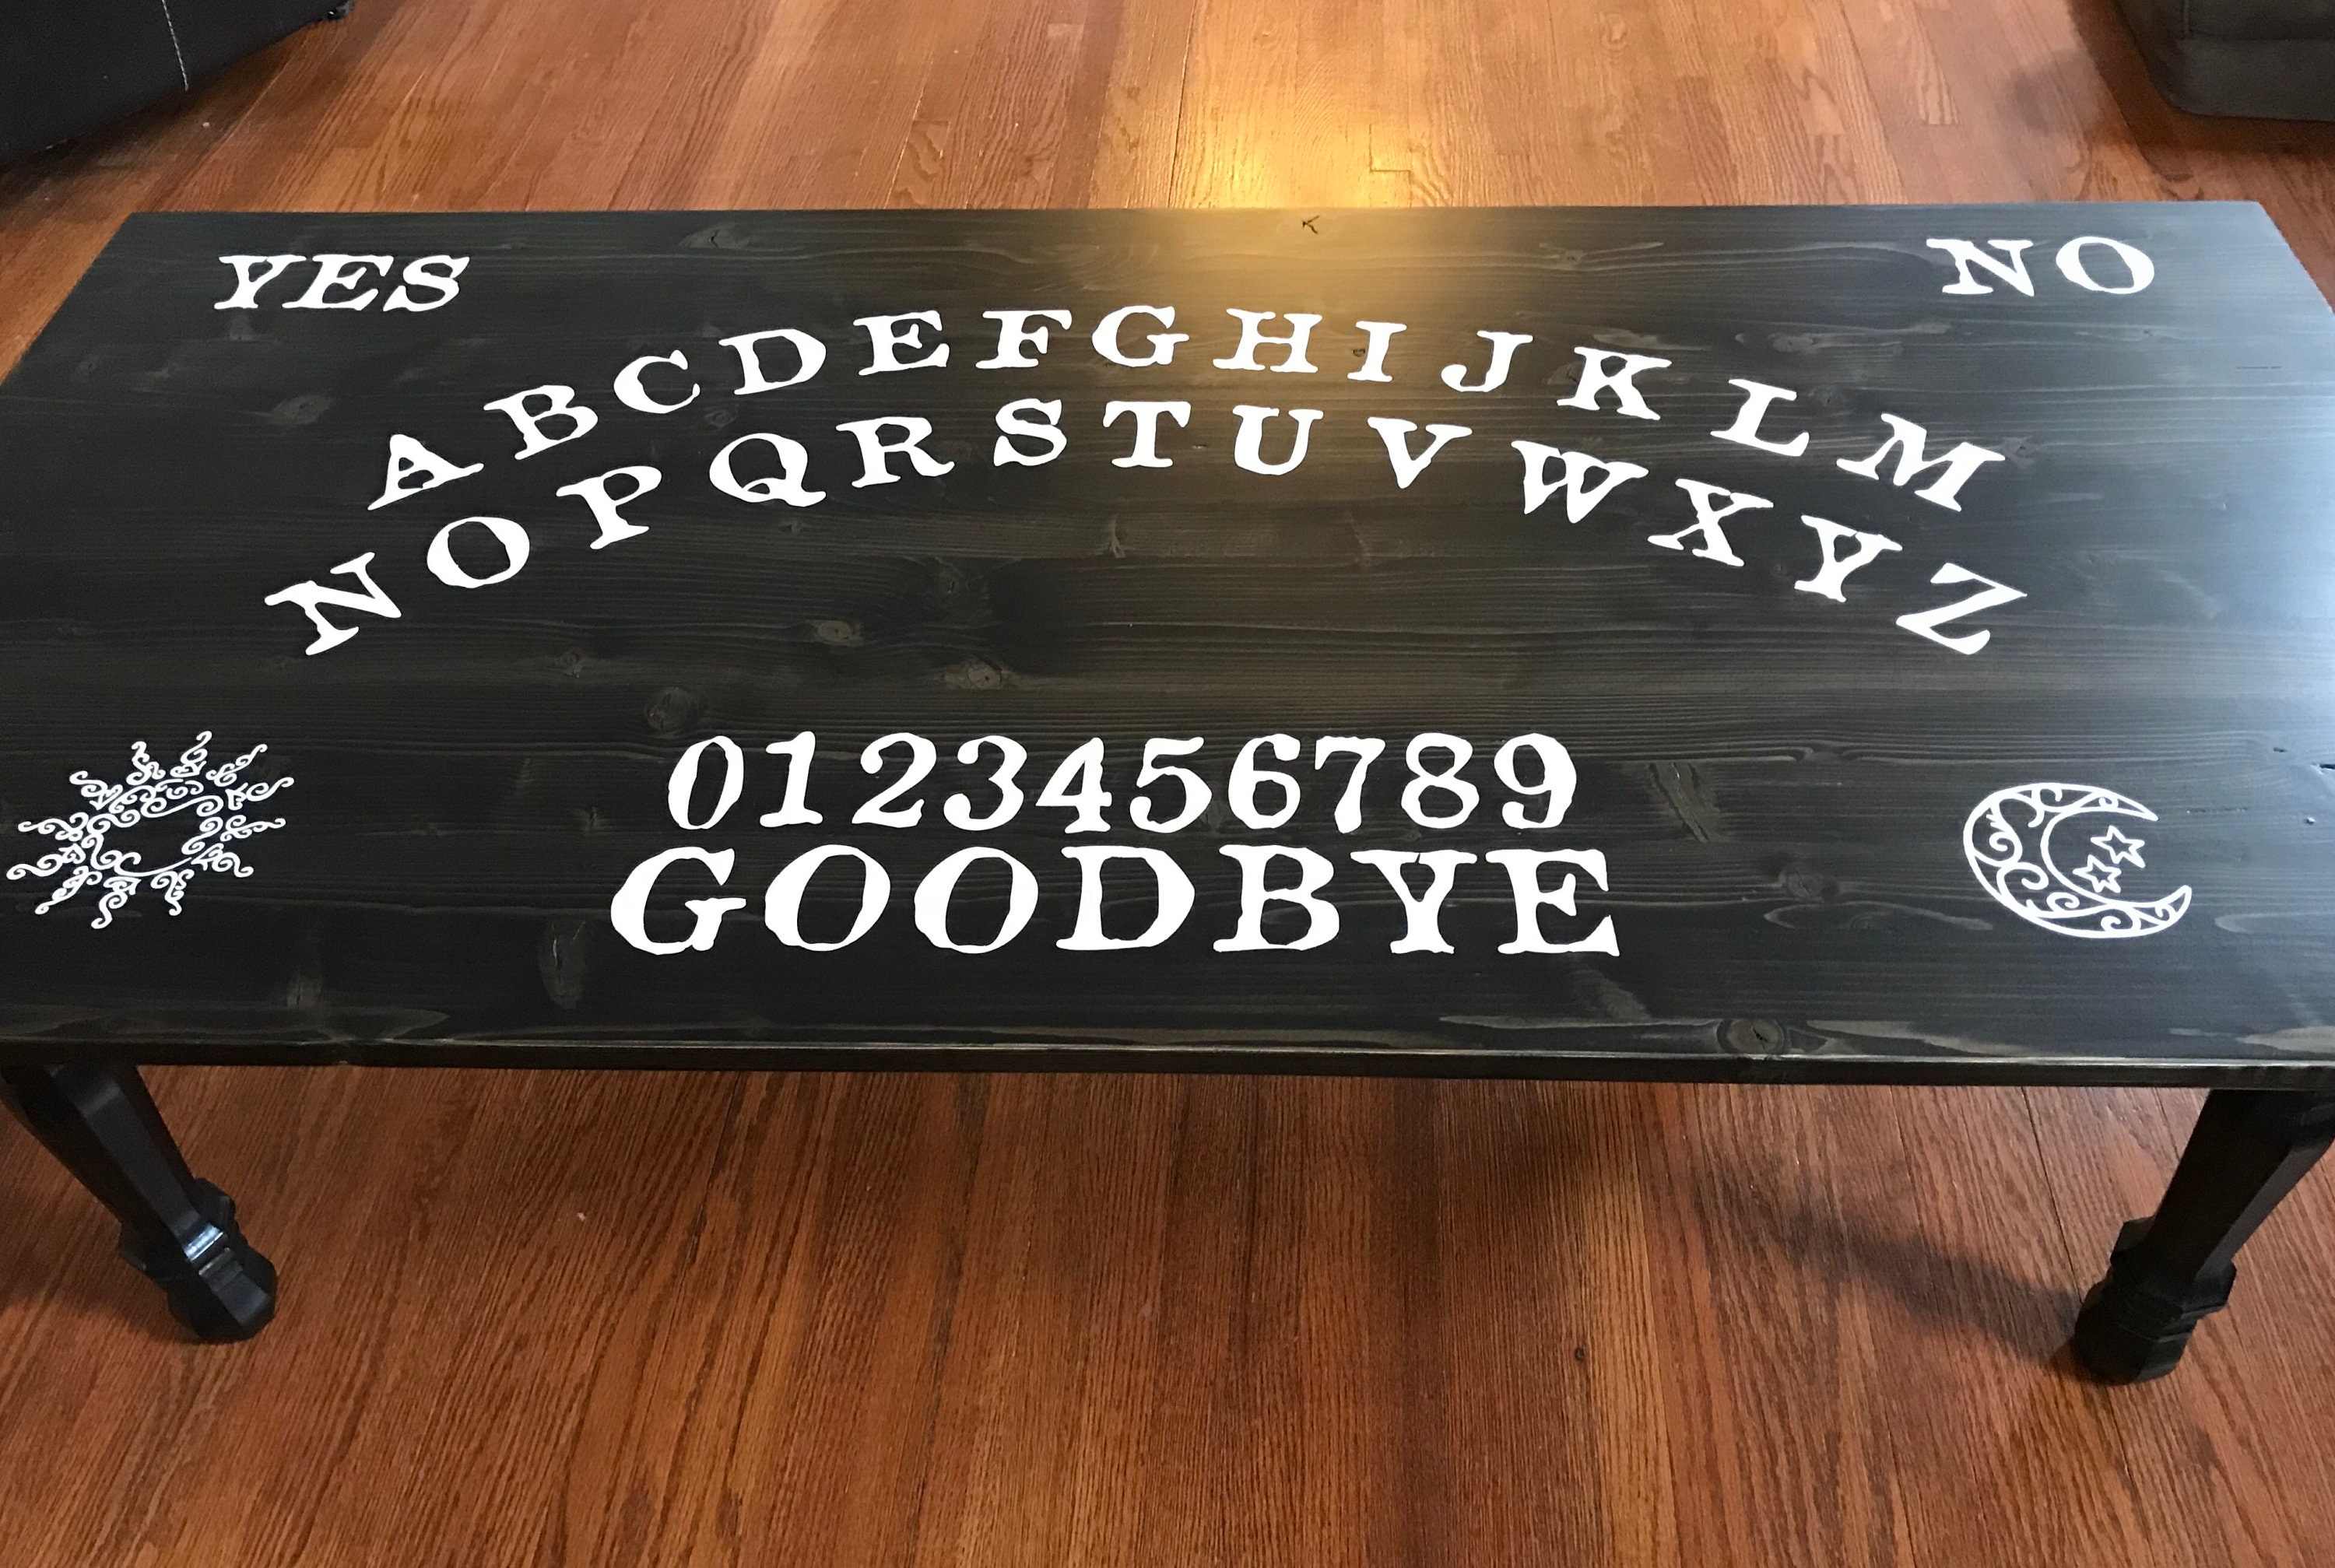 YES NO
ABCDEFGHIJKLM
NOPQRSTUVWXYZ
0123456789
GOODBYE